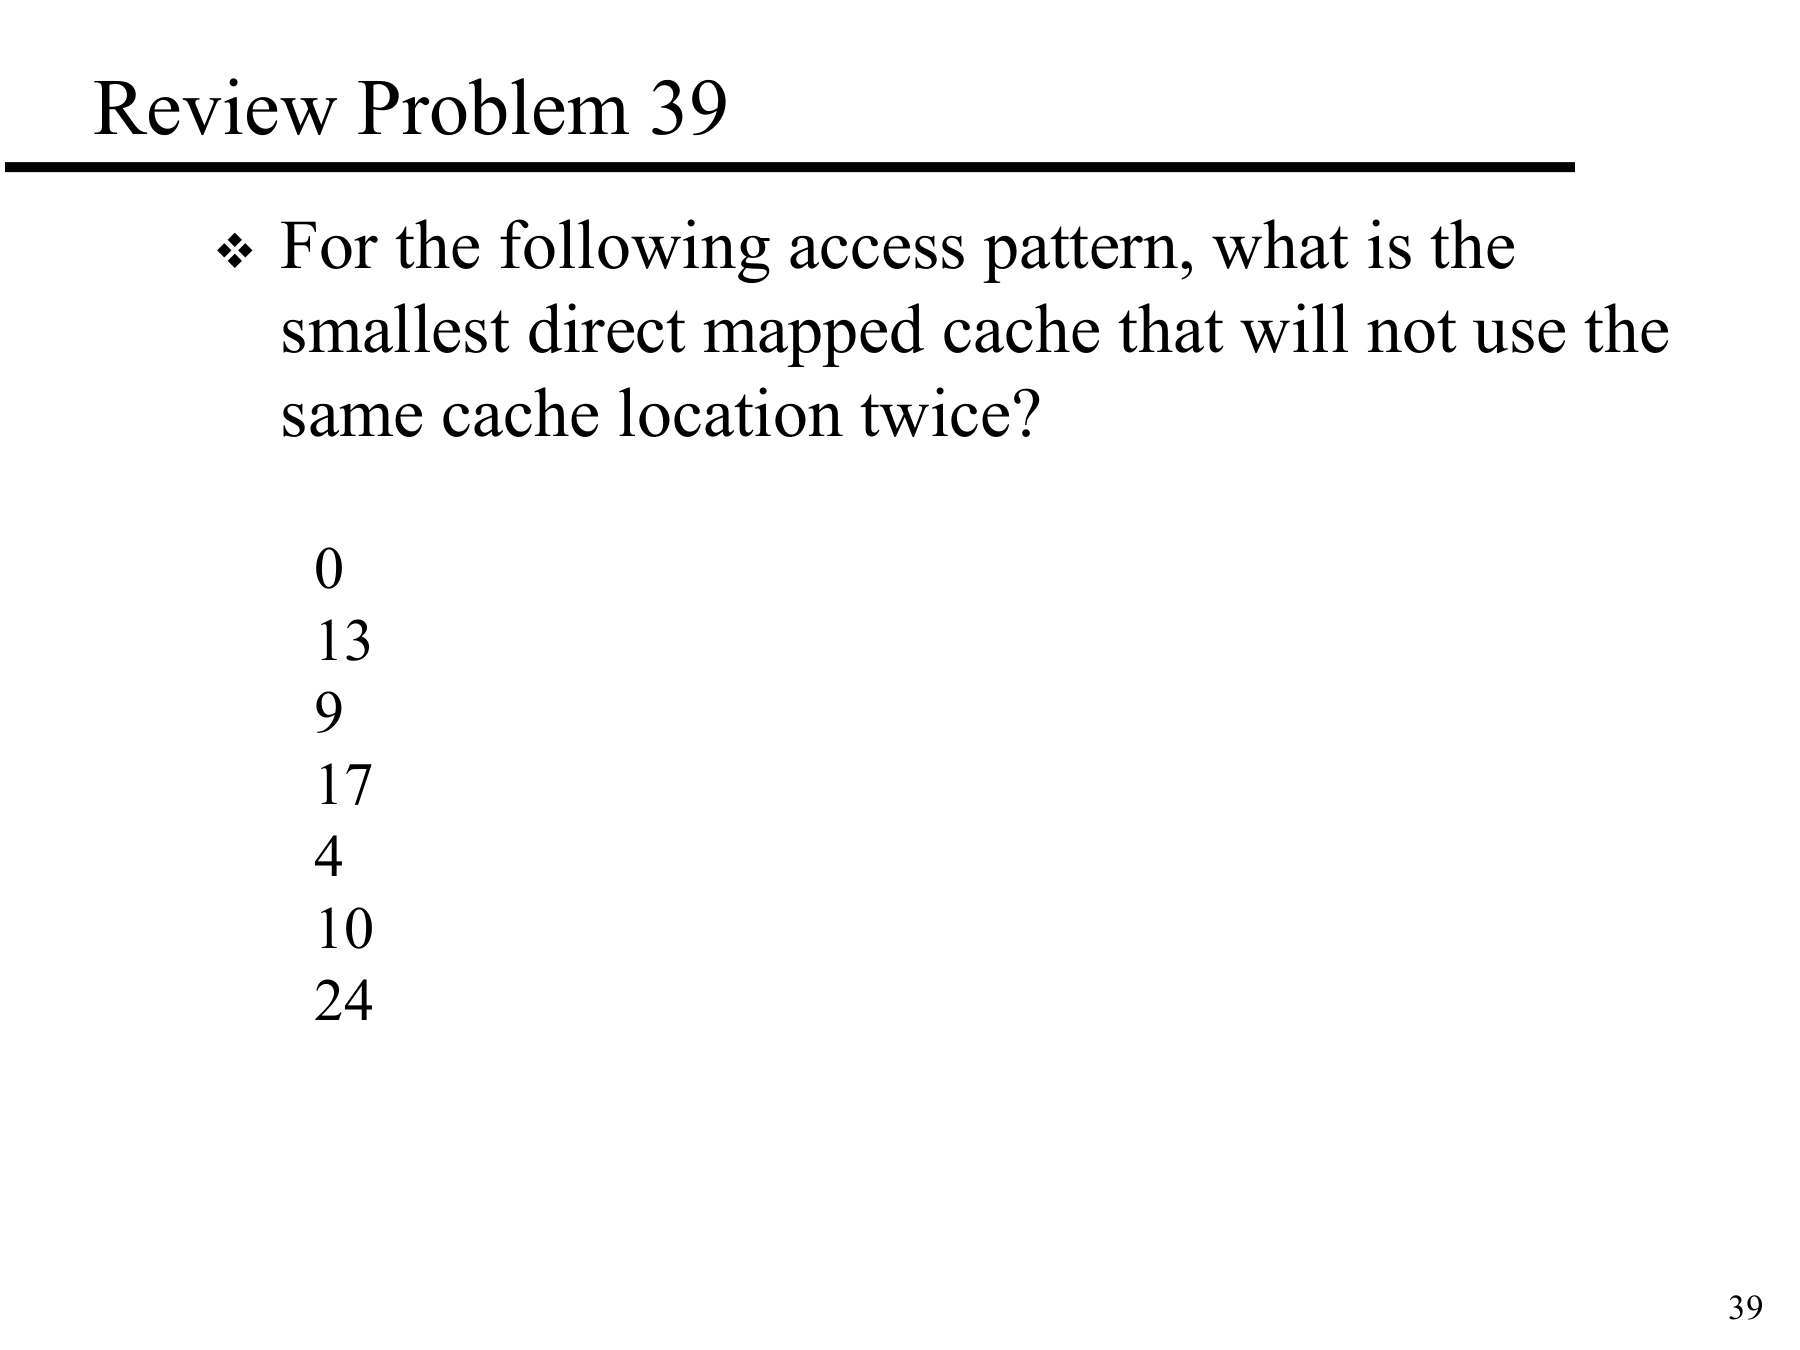 Review Problem 39
❖ For the following access pattern, what is the
smallest direct mapped cache that will not use the
same cache location twice?
0
13
9
17
4
10
24
39